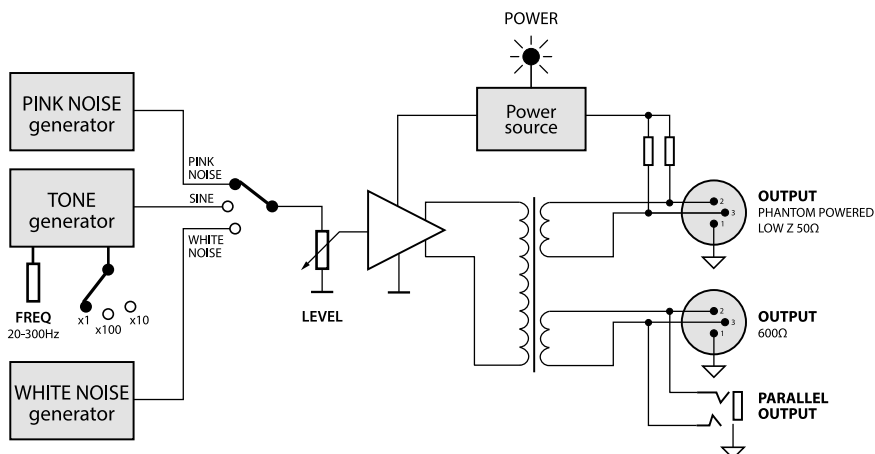 POWER
PINK NOISE
generator
Power
source
PINK
NOISE
TONE
generator
SINE
WHITE
NOISE
2
3
1
OUTPUT
PHANTOM POWERED
LOW Z 50Ω
FREQ
20-300Hz
x1
x100
x10
LEVEL
2
3
1
OUTPUT
600Ω
WHITE NOISE
generator
PARALLEL
OUTPUT